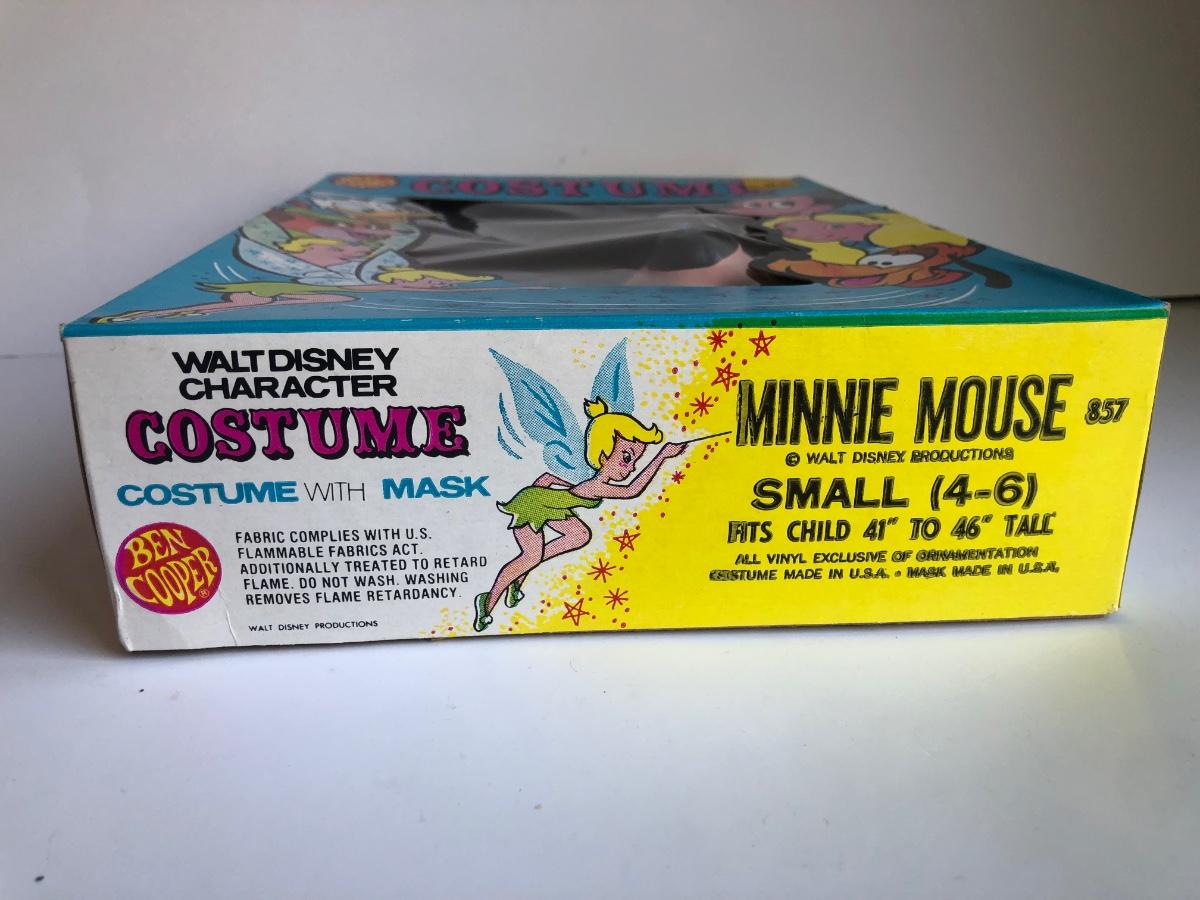 COSTUME
WALT DISNEY
CHARACTER
COSTUME
COSTUME WITH MASK
BEN
COOPER®
FABRIC COMPLIES WITH U.S.
FLAMMABLE FABRICS ACT.
ADDITIONALLY TREATED TO RETARD
FLAME. DO NOT WASH. WASHING
REMOVES FLAME RETARDANCY.
WALT DISNEY PRODUCTIONS
MINNIE MOUSE 857
© WALT DISNEY PRODUCTIONS
SMALL (4-6)
FITS CHILD 41" TO 46" TALL
ALL VINYL EXCLUSIVE OF ORNAMENTATION
COSTUME MADE IN U.S.A. • MASK MADE IN U.S.A.